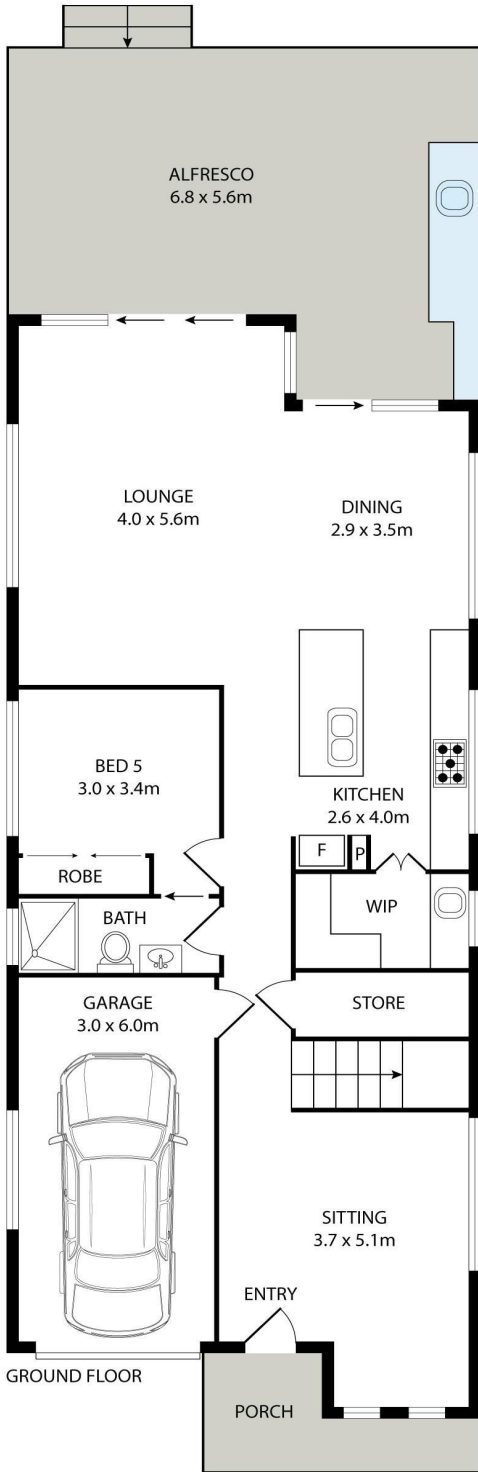 ALFRESCO
6.8 x 5.6m
LOUNGE
4.0 x 5.6m
DINING
2.9 x 3.5m
BED 5
3.0 x 3.4m
KITCHEN
2.6 x 4.0m
F
P
ROBE
WIP
BATH
GARAGE
3.0 x 6.0m
STORE
SITTING
3.7 x 5.1m
ENTRY
GROUND FLOOR
PORCH